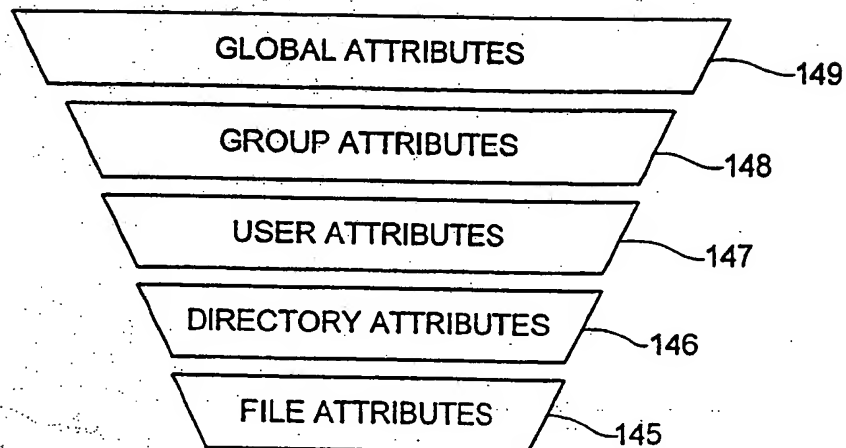 GLOBAL ATTRIBUTES
149
GROUP ATTRIBUTES
148
USER ATTRIBUTES
147
DIRECTORY ATTRIBUTES
146
FILE ATTRIBUTES
145